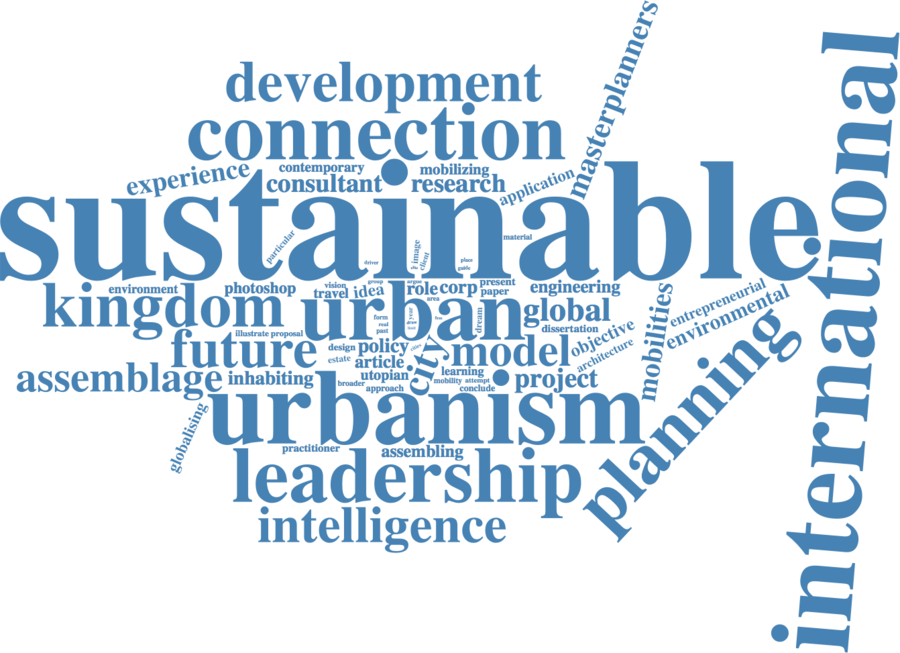 masterplanners
international
development
connection
contemporary
mobilizing
experience
consultant
research
application
sustainable
particular
image
client
material
driver
place
guide
environment
photoshop
vision
travel
group
idea
argue
role
corp
present
paper
engineering
entrepreneurial
environmental
kingdom
urban
area
global
form
real
past
year
draw
dream
dissertation
illustrate proposal
future
design
estate
policy
article
city
model
objective
architecture
mobilities
planning
assemblage
inhabiting
utopian
broader
approach
learning
mobility
attempt
conclude
project
urbanism
globalising
practitioner
assembling
leadership
intelligence